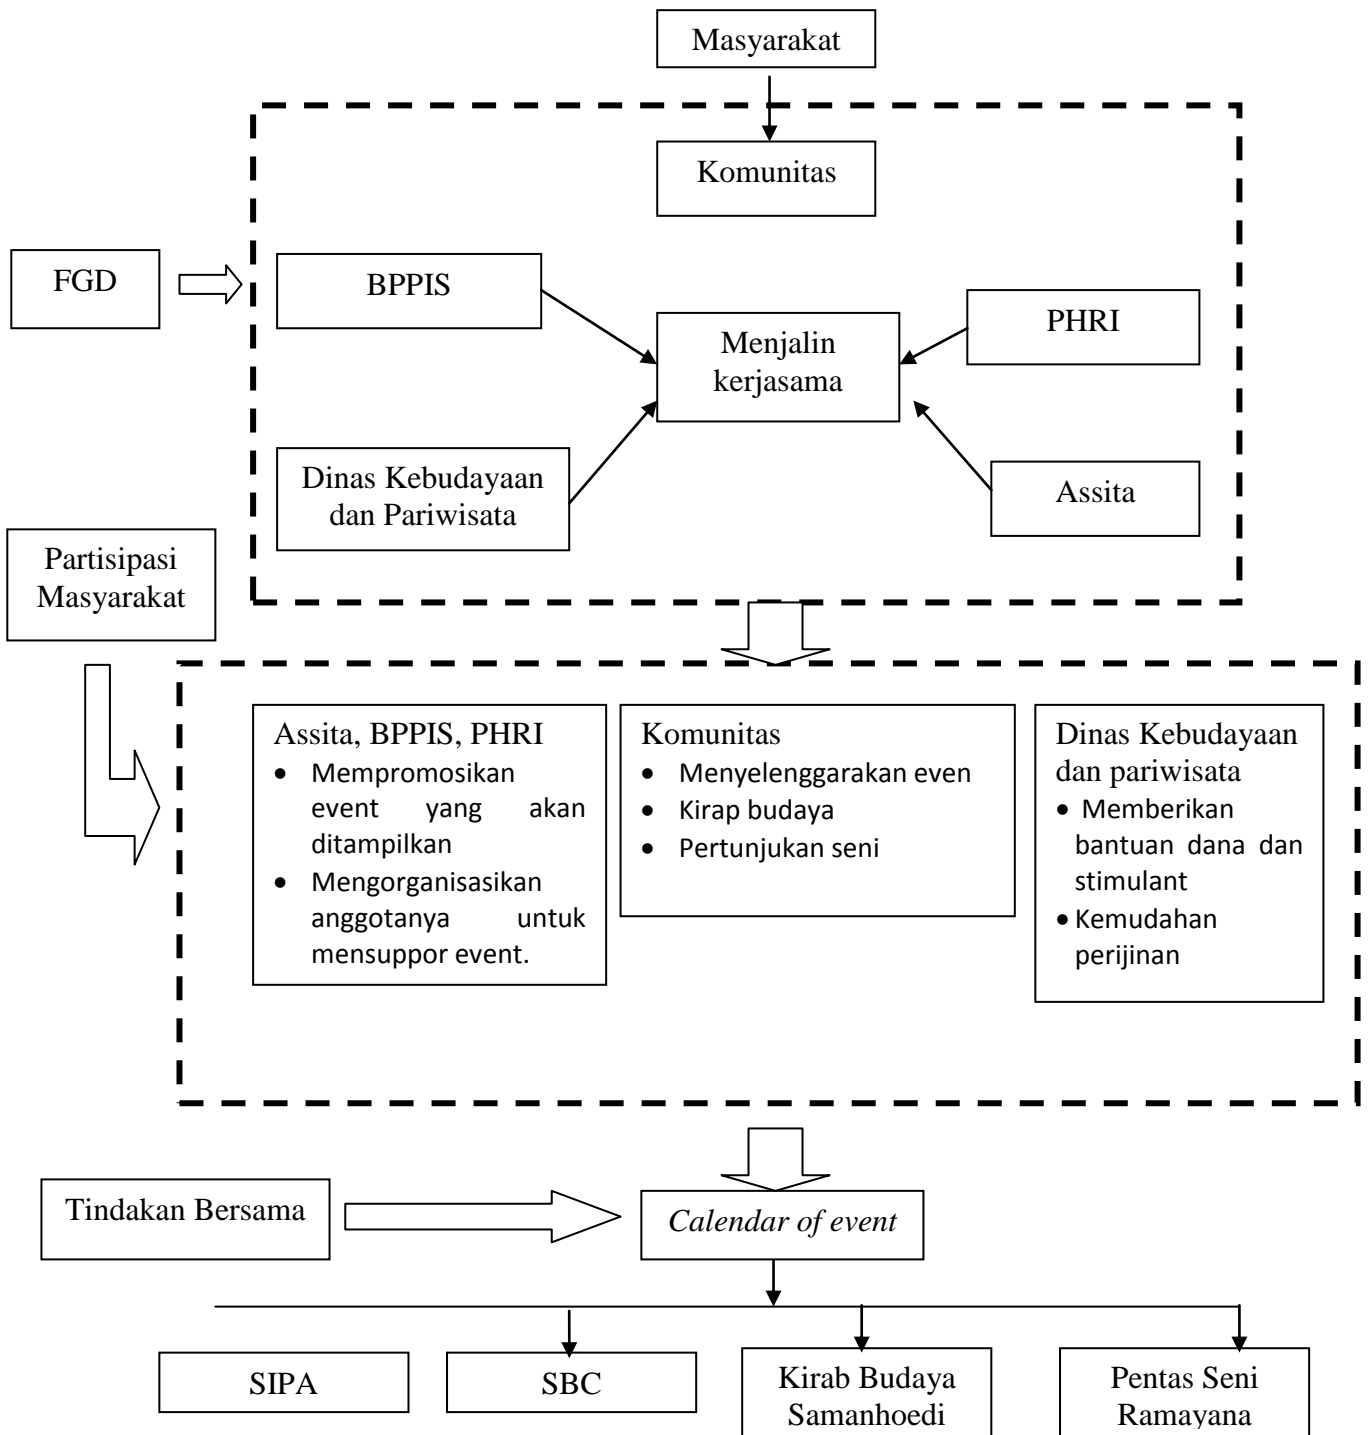 Masyarakat
Komunitas
FGD
BPPIS
PHRI
Menjalin
kerjasama
Dinas Kebudayaan
dan Pariwisata
Assita
Partisipasi
Masyarakat
Assita, BPPIS, PHRI
• Mempromosikan
event yang akan
ditampilkan
• Mengorganisasikan
anggotanya untuk
mensuppor event.
Komunitas
• Menyelenggarakan even
• Kirap budaya
• Pertunjukan seni
Dinas Kebudayaan
dan pariwisata
• Memberikan
bantuan dana dan
stimulant
• Kemudahan
perijinan
Tindakan Bersama
Calendar of event
SIPA
SBC
Kirab Budaya
Samanhoedi
Pentas Seni
Ramayana